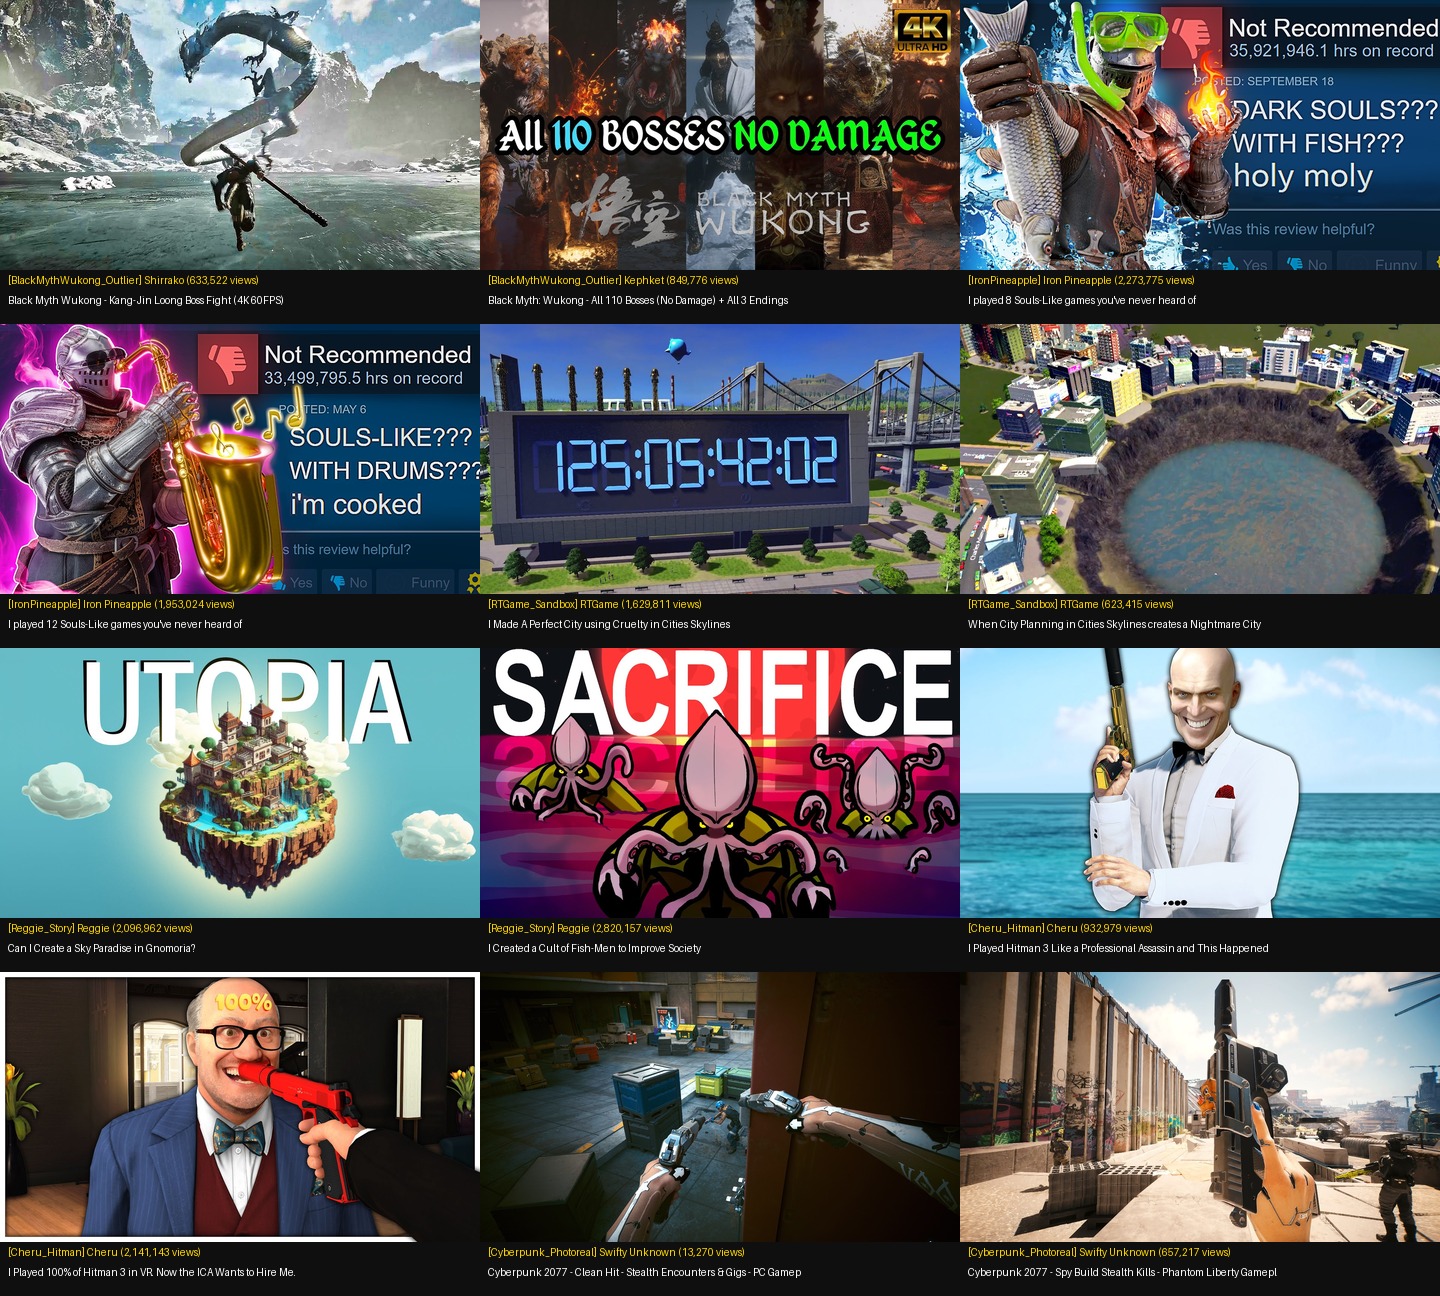 4K
ULTRA HD
All 110 BOSSES NO DAMAGE
悟空 BLACK MYTH
WUKONG
Not Recommended
35,921,946.1 hrs on record
POSTED: SEPTEMBER 18
DARK SOULS???
WITH FISH???
holy moly
Was this review helpful?
Yes No Funny
[BlackMythWukong_Outlier] Shirrako (633,522 views)
Black Myth Wukong - Kang-Jin Loong Boss Fight (4K 60FPS)
[BlackMythWukong_Outlier] Kephket (849,776 views)
Black Myth: Wukong - All 110 Bosses (No Damage) + All 3 Endings
[IronPineapple] Iron Pineapple (2,273,775 views)
I played 8 Souls-Like games you've never heard of
Not Recommended
33,499,795.5 hrs on record
POSTED: MAY 6
SOULS-LIKE???
WITH DRUMS???
i'm cooked
s this review helpful?
Yes No Funny
125:05:42:02
[IronPineapple] Iron Pineapple (1,953,024 views)
I played 12 Souls-Like games you've never heard of
[RTGame_Sandbox] RTGame (1,629,811 views)
I Made A Perfect City using Cruelty in Cities Skylines
[RTGame_Sandbox] RTGame (623,415 views)
When City Planning in Cities Skylines creates a Nightmare City
UTOPIA
SACRIFICE
[Reggie_Story] Reggie (2,096,962 views)
Can I Create a Sky Paradise in Gnomoria?
[Reggie_Story] Reggie (2,820,157 views)
I Created a Cult of Fish-Men to Improve Society
[Cheru_Hitman] Cheru (932,979 views)
I Played Hitman 3 Like a Professional Assassin and This Happened
100%
[Cheru_Hitman] Cheru (2,141,143 views)
I Played 100% of Hitman 3 in VR. Now the ICA Wants to Hire Me.
[Cyberpunk_Photoreal] Swifty Unknown (13,270 views)
Cyberpunk 2077 - Clean Hit - Stealth Encounters & Gigs - PC Gamep
[Cyberpunk_Photoreal] Swifty Unknown (657,217 views)
Cyberpunk 2077 - Spy Build Stealth Kills - Phantom Liberty Gamepl